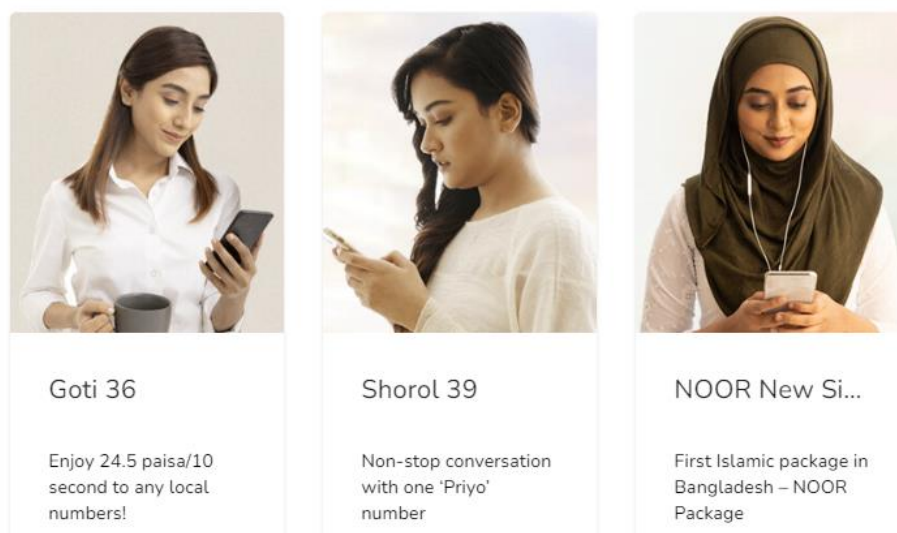 Goti 36
Enjoy 24.5 paisa/10
second to any local
numbers!
Shorol 39
Non-stop conversation
with one ‘Priyo’
number
NOOR New Si...
First Islamic package in
Bangladesh – NOOR
Package